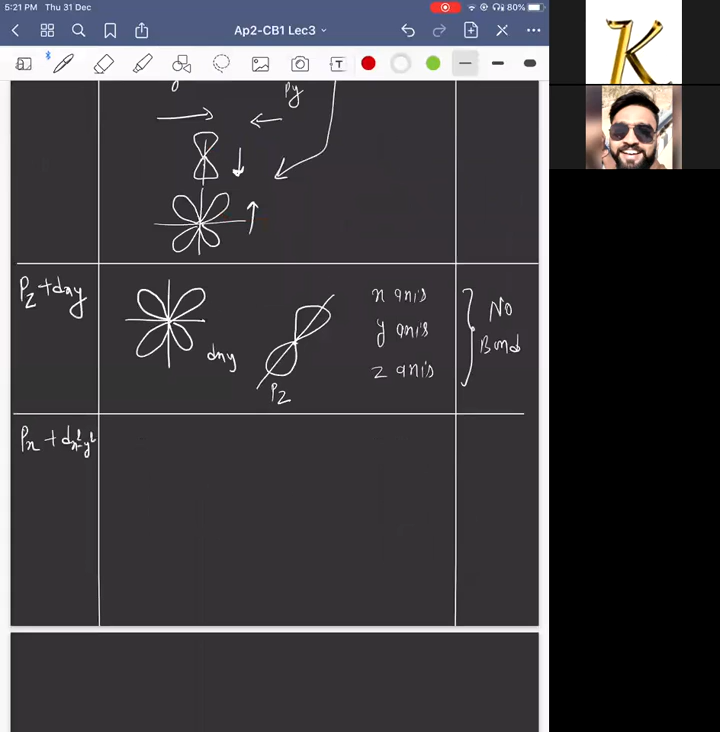 5:21 PM Thu 31 Dec
80%
Ap2-CB1 Lec3
T
Py
Pz + dxy
dxy
Pz
x axis
y axis
z axis
No
Bond
Px + dx²-y²
K